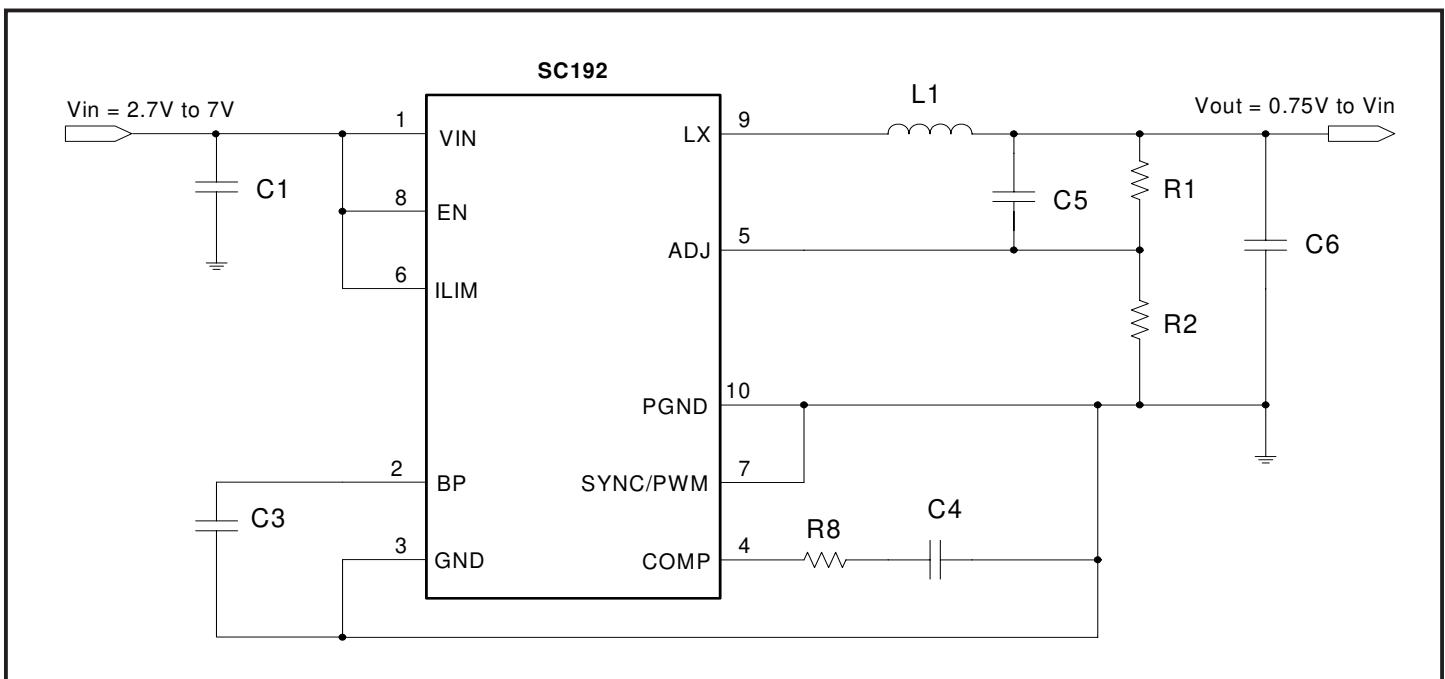 SC192
Vin = 2.7V to 7V
L1
Vout = 0.75V to Vin
1
VIN
LX
9
C1
C5
R1
8
EN
ADJ
5
C6
6
ILIM
R2
PGND
10
2
BP
SYNC/PWM
7
C3
R8
C4
3
GND
COMP
4